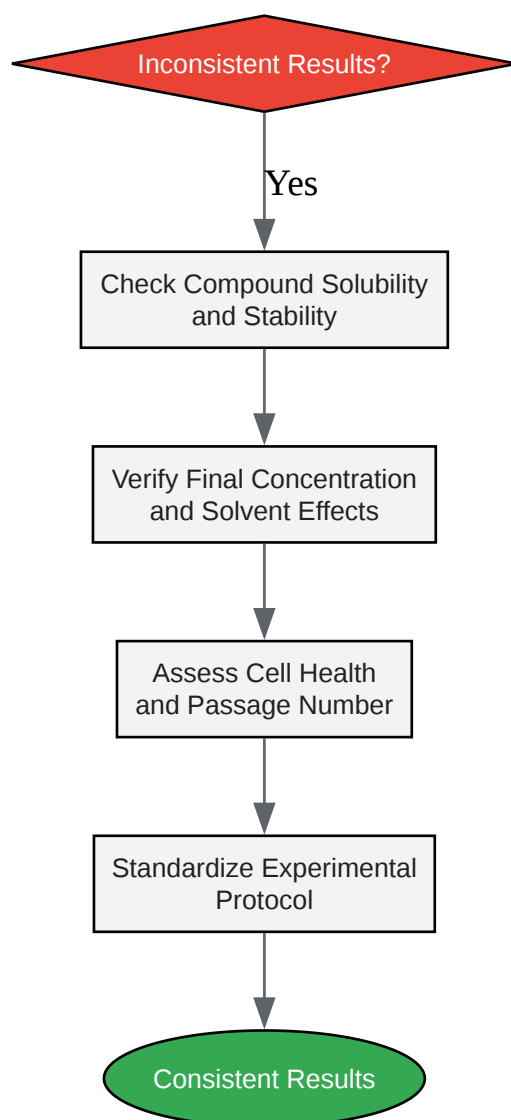 Inconsistent Results?
Yes
Check Compound Solubility
and Stability
Verify Final Concentration
and Solvent Effects
Assess Cell Health
and Passage Number
Standardize Experimental
Protocol
Consistent Results